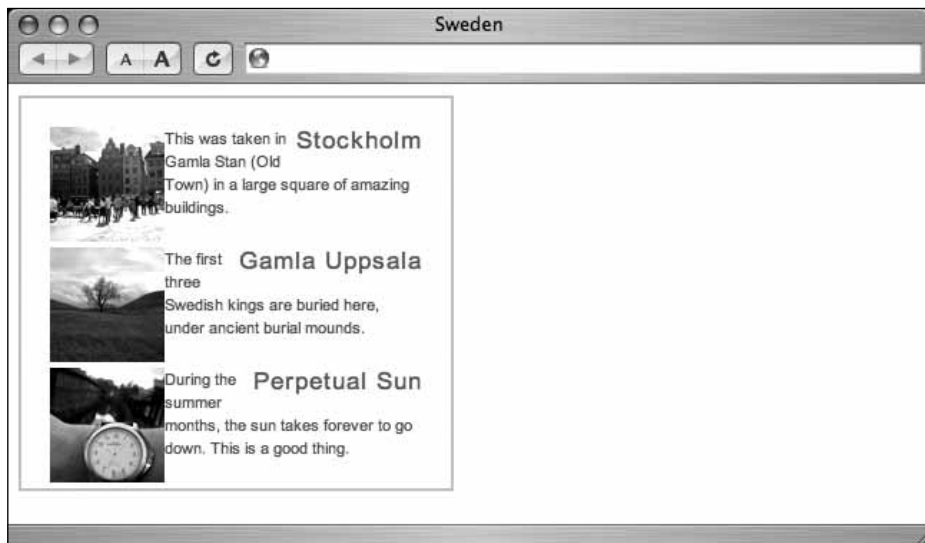 Sweden
A A
This was taken in Stockholm
Gamla Stan (Old
Town) in a large square of amazing
buildings.
The first Gamla Uppsala
three
Swedish kings are buried here,
under ancient burial mounds.
During the Perpetual Sun
summer
months, the sun takes forever to go
down. This is a good thing.